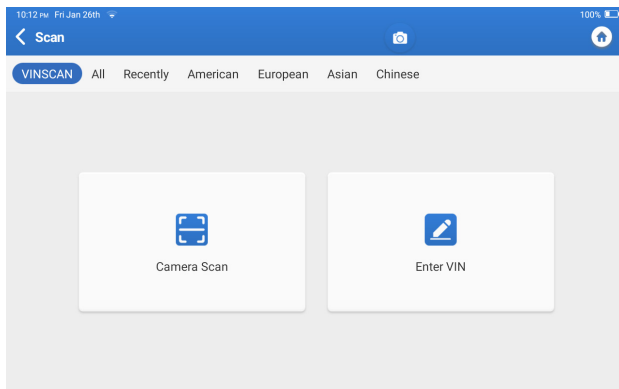 10:12 PM Fri Jan 26th 100%
Scan
VINSCAN All Recently American European Asian Chinese
Camera Scan Enter VIN